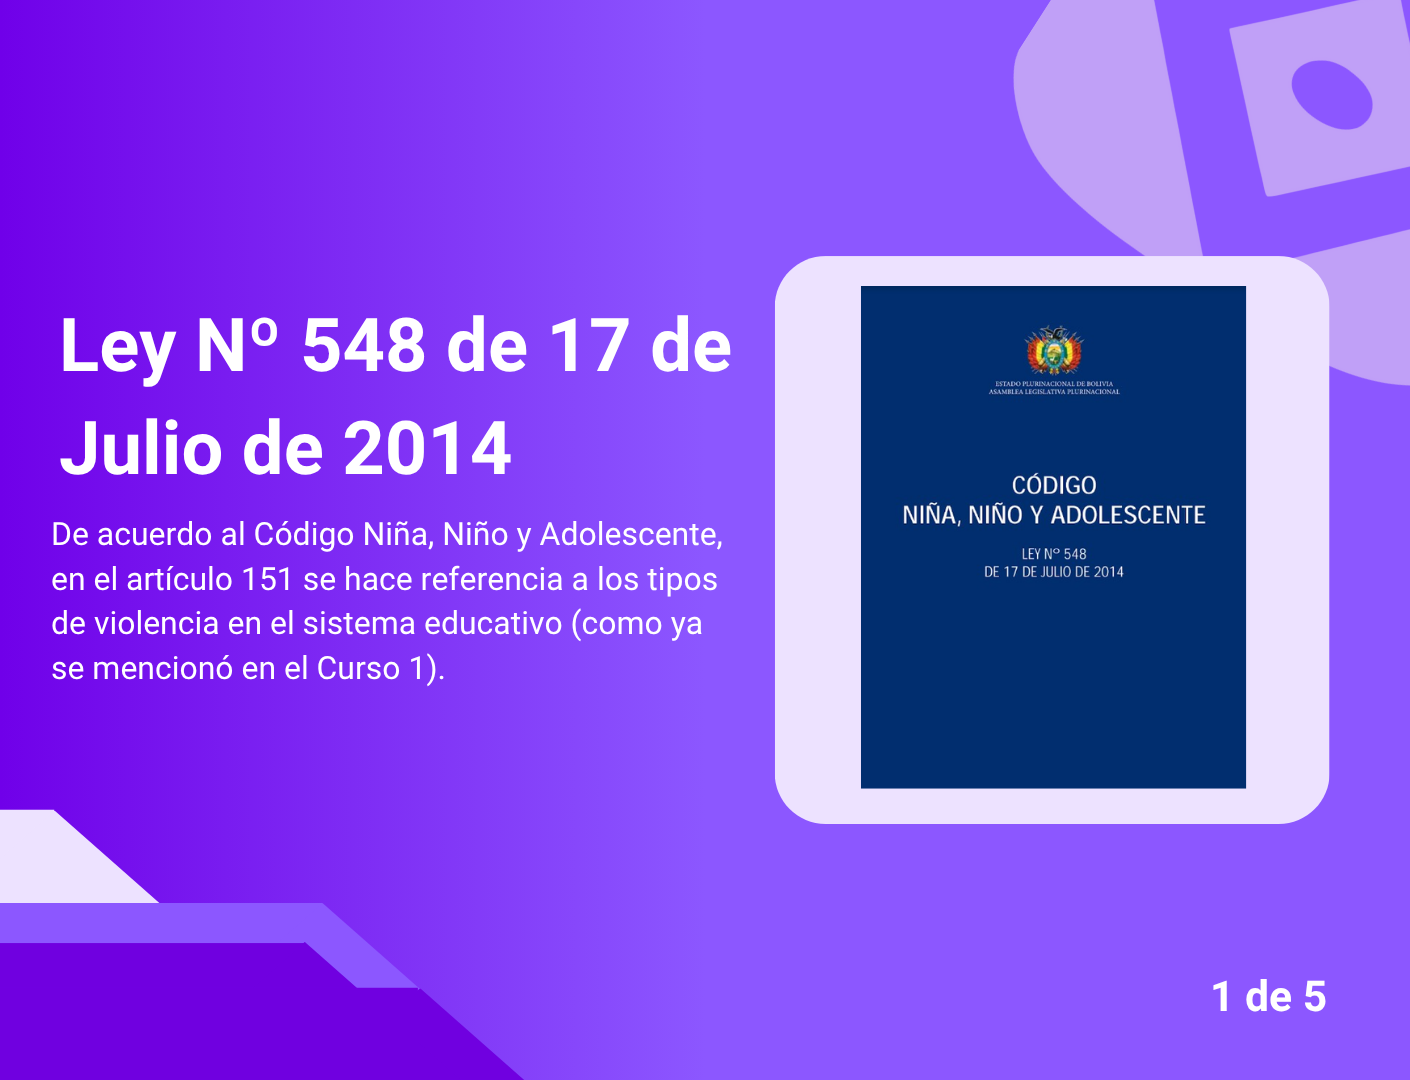 Ley Nº 548 de 17 de
Julio de 2014
De acuerdo al Código Niña, Niño y Adolescente,
en el artículo 151 se hace referencia a los tipos
de violencia en el sistema educativo (como ya
se mencionó en el Curso 1).
ESTADO PLURINACIONAL DE BOLIVIA
ASAMBLEA LEGISLATIVA PLURINACIONAL
CÓDIGO
NIÑA, NIÑO Y ADOLESCENTE
LEY Nº 548
DE 17 DE JULIO DE 2014
1 de 5